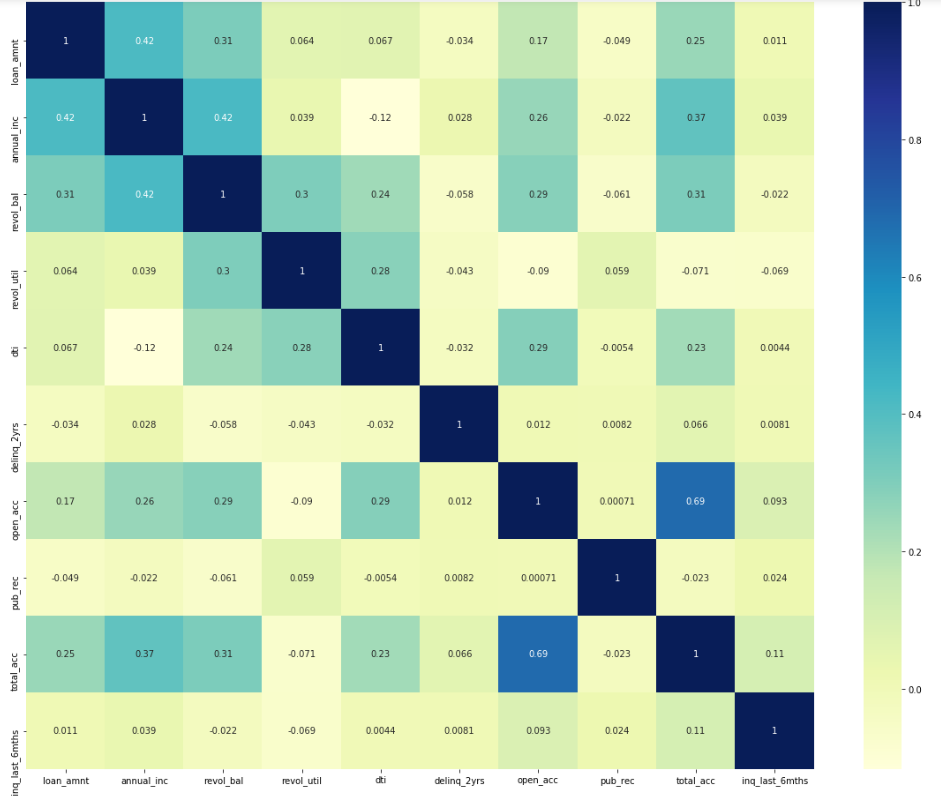 loan_amnt 1 0.42 0.31 0.064 0.067 -0.034 0.17 -0.049 0.25 0.011
annual_inc 0.42 1 0.42 0.039 -0.12 0.028 0.26 -0.022 0.37 0.039
revol_bal 0.31 0.42 1 0.3 0.24 -0.058 0.29 -0.061 0.31 -0.022
revol_util 0.064 0.039 0.3 1 0.28 -0.043 -0.09 0.059 -0.071 -0.069
dti 0.067 -0.12 0.24 0.28 1 -0.032 0.29 -0.0054 0.23 0.0044
delinq_2yrs -0.034 0.028 -0.058 -0.043 -0.032 1 0.012 0.0082 0.066 0.0081
open_acc 0.17 0.26 0.29 -0.09 0.29 0.012 1 0.00071 0.69 0.093
pub_rec -0.049 -0.022 -0.061 0.059 -0.0054 0.0082 0.00071 1 -0.023 0.024
total_acc 0.25 0.37 0.31 -0.071 0.23 0.066 0.69 -0.023 1 0.11
inq_last_6mths 0.011 0.039 -0.022 -0.069 0.0044 0.0081 0.093 0.024 0.11 1
loan_amnt annual_inc revol_bal revol_util dti delinq_2yrs open_acc pub_rec total_acc inq_last_6mths
1.0
0.8
0.6
0.4
0.2
0.0